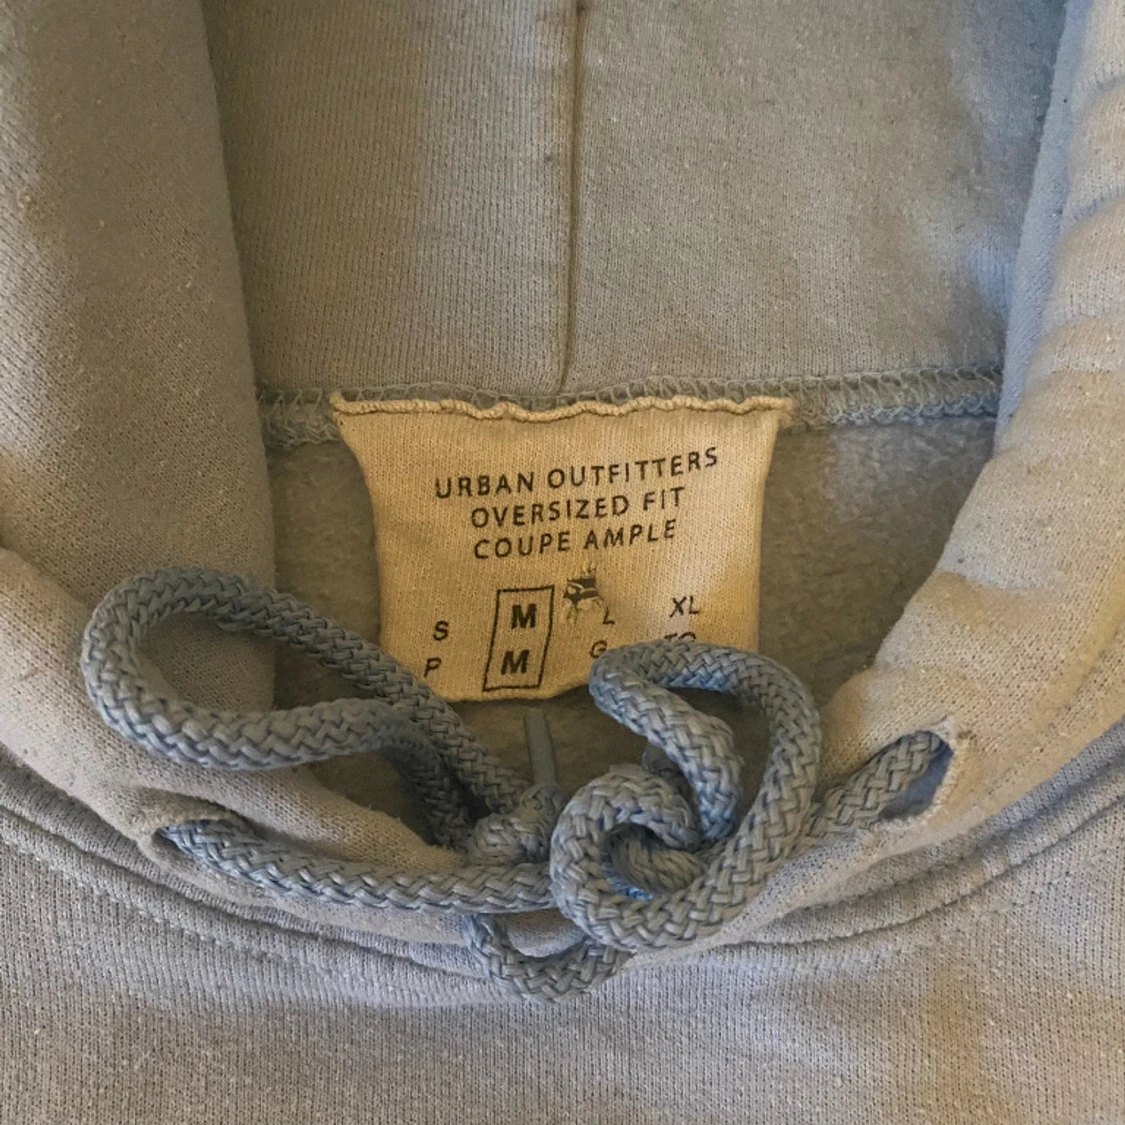 URBAN OUTFITTERS
OVERSIZED FIT
COUPE AMPLE
S M L XL
P M G